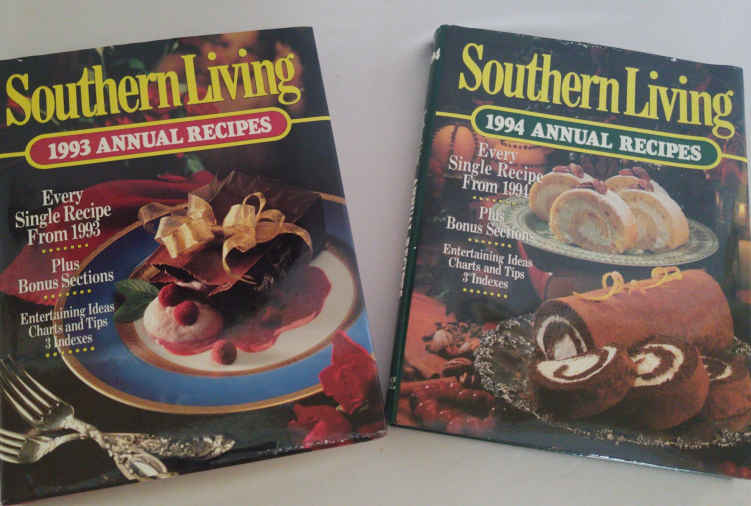 Southern Living
1993 ANNUAL RECIPES
Every
Single Recipe
From 1993
Plus
Bonus Sections
Entertaining Ideas
Charts and Tips
3 Indexes
Southern Living
1994 ANNUAL RECIPES
Every
Single Recipe
From 1994
Plus
Bonus Sections
Entertaining Ideas
Charts and Tips
3 Indexes